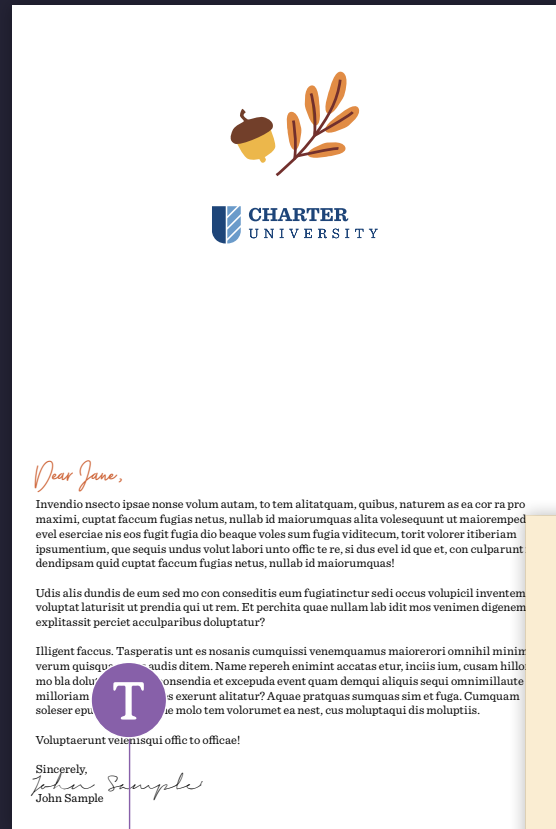 CHARTER
UNIVERSITY
Dear Jane,
Invendio nsecto ipsae nonse volum autam, to tem alitatquam, quibus, naturem as ea cor ra pro
maximi, cuptat faccum fugias netus, nullab id maiorumquas alita volesequunt ut maioremped
evel eserciae nis eos fugit fugia dio beaque voles sum fugia viditecum, torit volorer itiberiam
ipsumentium, que sequis undus volut labori unto offic te re, si dus evel id que et, con culparunt
dendipsam quid cuptat faccum fugias netus, nullab id maiorumquas!
Udis alis dundis de eum sed mo con conseditis eum fugiatinctur sedi occus volupicil inventem
voluptat laturisit ut prendia qui ut rem. Et perchita quae nullam lab idit mos venimen digenem
explitassit perciet acculparibus doluptatur?
Illigent faccus. Tasperatis unt es nosanis cumquissi venemquamus maiorerori omnihil minim
verum quisqu audis ditem. Name repereh enimint accatas etur, inciis ium, cusam hillo
mo bla dolu onsendia et excepuda event quam demqui aliquis sequi omnimillaute
milloriam es exerunt alitatur? Aque pratquas sumquas sim et fuga. Cumquam
soleser epu e molo tem volorumet ea nest, cus moluptaqui dis moluptiis.
T
Voluptaerunt velenisqui offic to officae!
Sincerely,
John Sample
John Sample